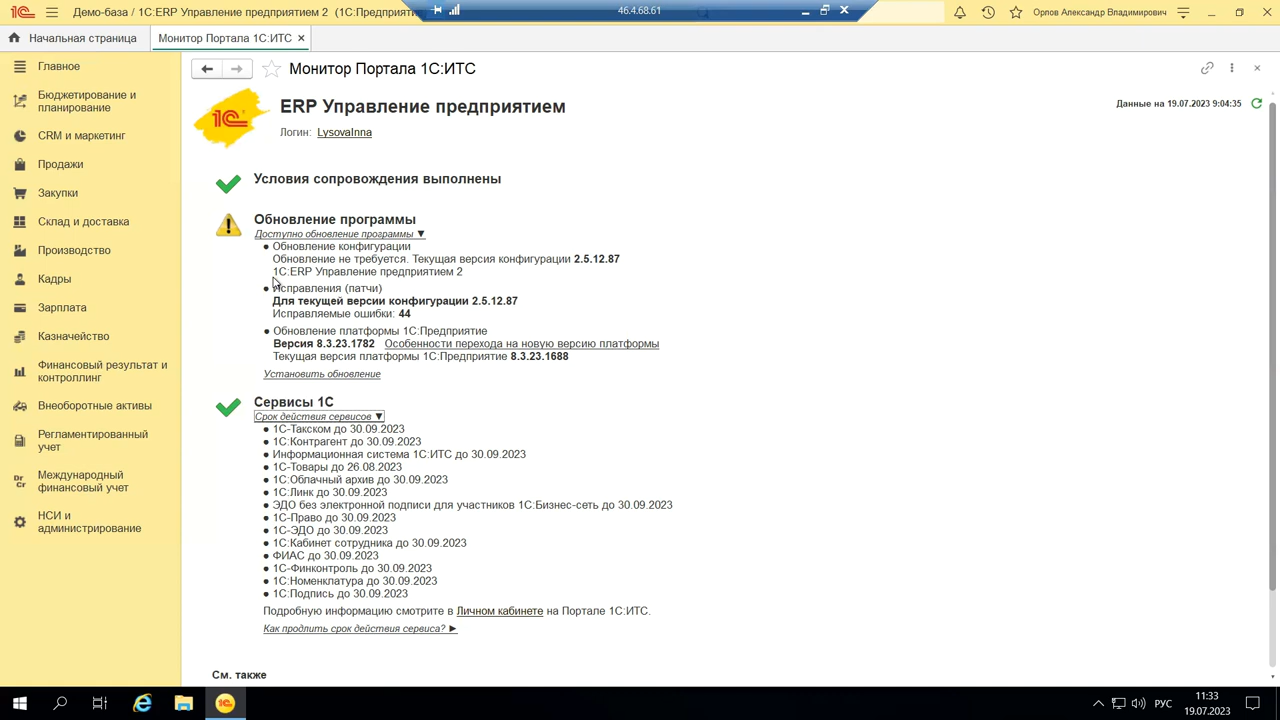 Демо-база / 1C:ERP Управление предприятием 2 (1С:Предприятие
46.4.68.61
Орлов Александр Владимирович
Начальная страница
Монитор Портала 1С:ИТС
Главное
Бюджетирование и
планирование
CRM и маркетинг
Продажи
Закупки
Склад и доставка
Производство
Кадры
Зарплата
Казначейство
Финансовый результат и
контроллинг
Внеоборотные активы
Регламентированный
учет
Международный
финансовый учет
НСИ и
администрирование
Монитор Портала 1С:ИТС
1С
ERP Управление предприятием
Логин: LysovaInna
Данные на 19.07.2023 9:04:35
Условия сопровождения выполнены
Обновление программы
Доступно обновление программы ▼
● Обновление конфигурации
Обновление не требуется. Текущая версия конфигурации 2.5.12.87
1C:ERP Управление предприятием 2
● Исправления (патчи)
Для текущей версии конфигурации 2.5.12.87
Исправляемые ошибки: 44
● Обновление платформы 1С:Предприятие
Версия 8.3.23.1782 Особенности перехода на новую версию платформы
Текущая версия платформы 1С:Предприятие 8.3.23.1688
Установить обновление
Сервисы 1С
Срок действия сервисов ▼
● 1С-Такском до 30.09.2023
● 1С:Контрагент до 30.09.2023
● Информационная система 1С:ИТС до 30.09.2023
● 1С-Товары до 26.08.2023
● 1С:Облачный архив до 30.09.2023
● 1С:Линк до 30.09.2023
● ЭДО без электронной подписи для участников 1С:Бизнес-сеть до 30.09.2023
● 1С-Право до 30.09.2023
● 1С-ЭДО до 30.09.2023
● 1С:Кабинет сотрудника до 30.09.2023
● ФИАС до 30.09.2023
● 1С-Финконтроль до 30.09.2023
● 1С:Номенклатура до 30.09.2023
● 1С:Подпись до 30.09.2023
Подробную информацию смотрите в Личном кабинете на Портале 1С:ИТС.
Как продлить срок действия сервиса? ►
См. также
РУС
11:33
19.07.2023